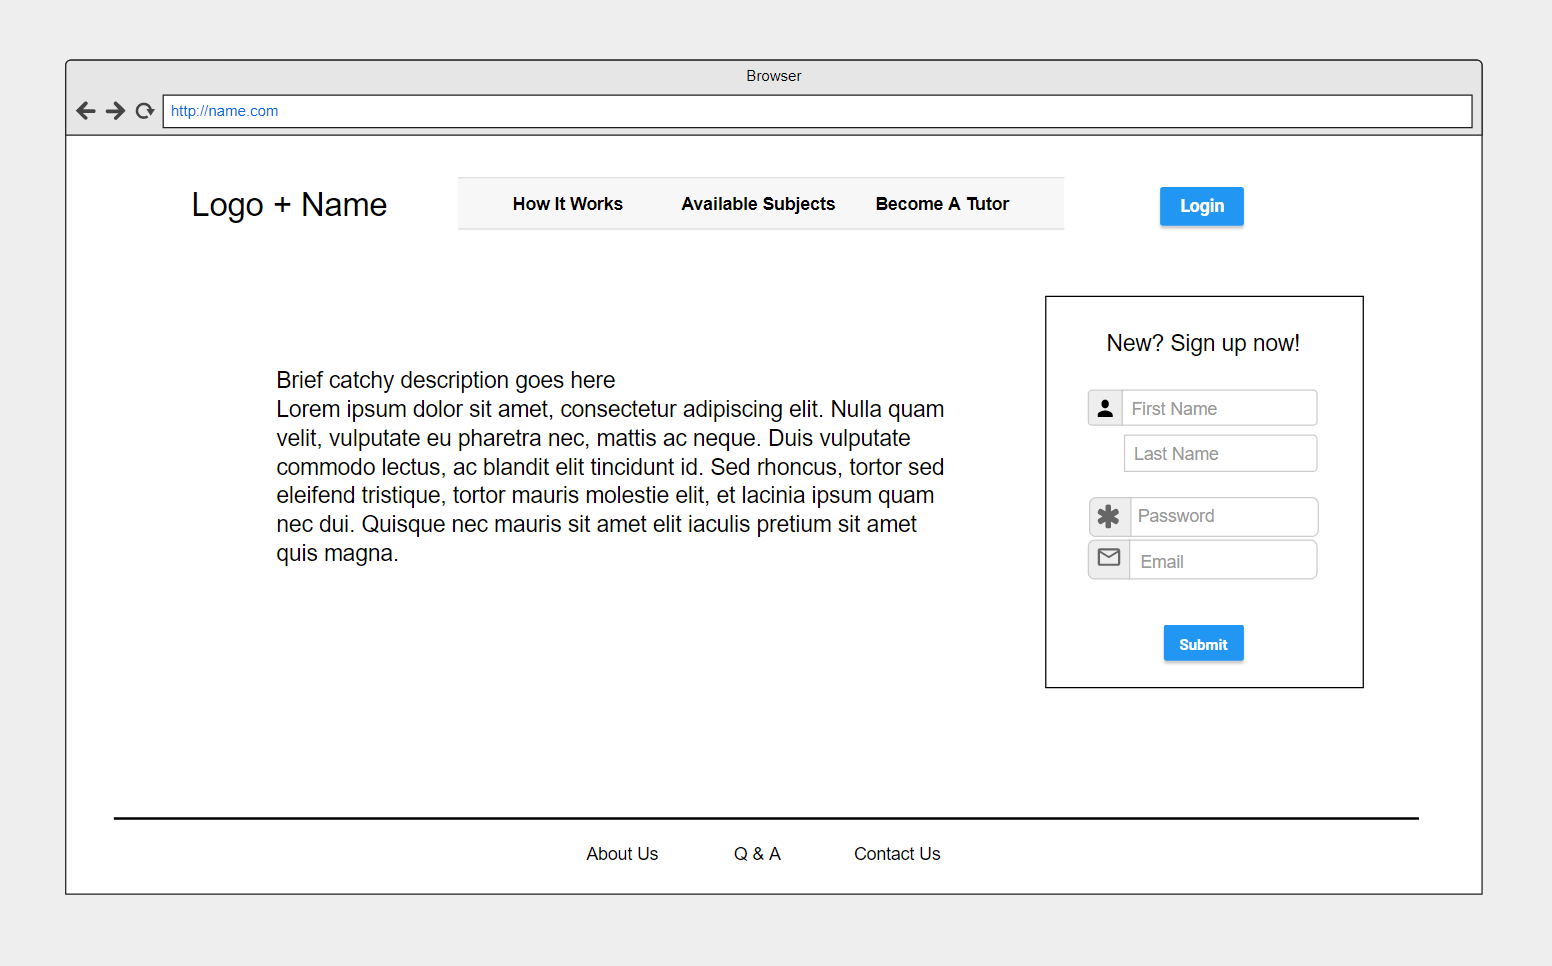 Browser
http://name.com
Logo + Name
How It Works
Available Subjects
Become A Tutor
Login
Brief catchy description goes here
Lorem ipsum dolor sit amet, consectetur adipiscing elit. Nulla quam
velit, vulputate eu pharetra nec, mattis ac neque. Duis vulputate
commodo lectus, ac blandit elit tincidunt id. Sed rhoncus, tortor sed
eleifend tristique, tortor mauris molestie elit, et lacinia ipsum quam
nec dui. Quisque nec mauris sit amet elit iaculis pretium sit amet
quis magna.
New? Sign up now!
First Name
Last Name
Password
Email
Submit
About Us
Q & A
Contact Us